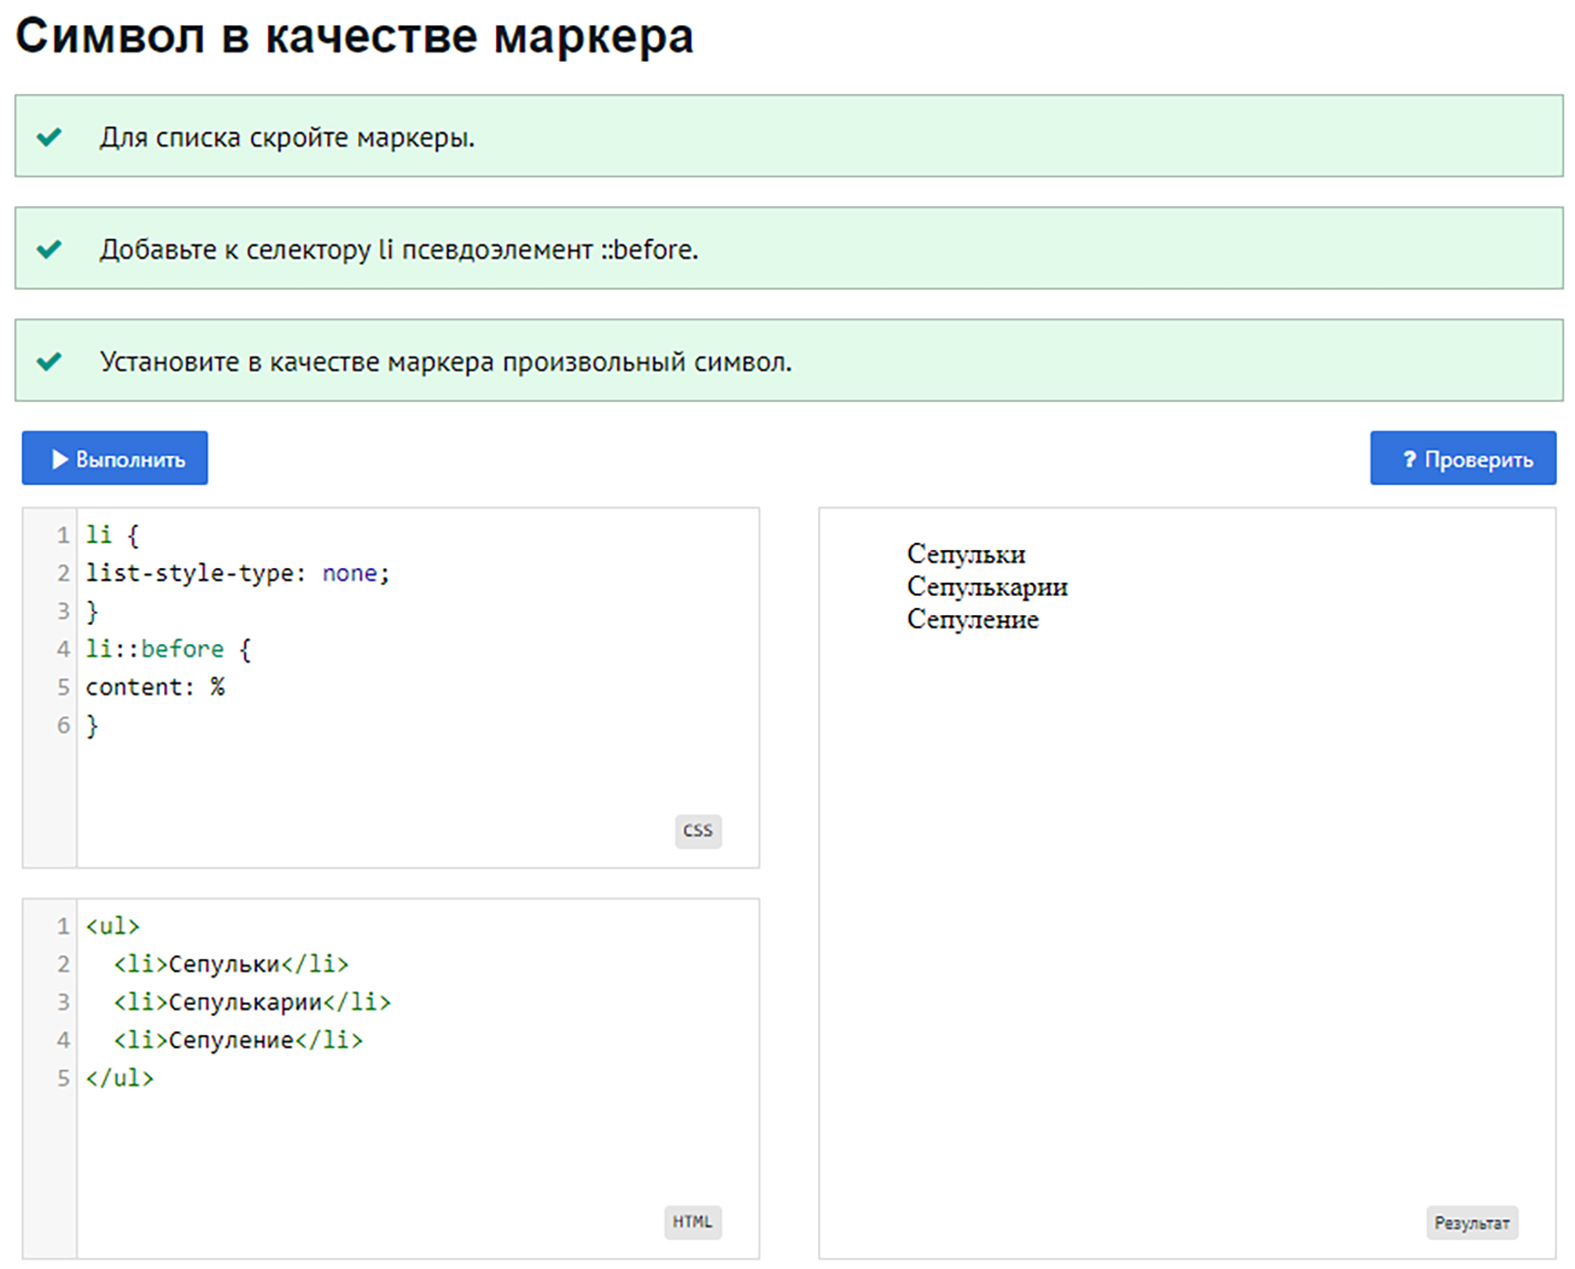 Символ в качестве маркера
Для списка скройте маркеры.
Добавьте к селектору li псевдоэлемент ::before.
Установите в качестве маркера произвольный символ.
Выполнить
? Проверить
1 li {
2 list-style-type: none;
3 }
4 li::before {
5 content: %
6 }
CSS
1 <ul>
2   <li>Сепульки</li>
3   <li>Сепулькарии</li>
4   <li>Сепуление</li>
5 </ul>
HTML
Сепульки
Сепулькарии
Сепуление
Результат